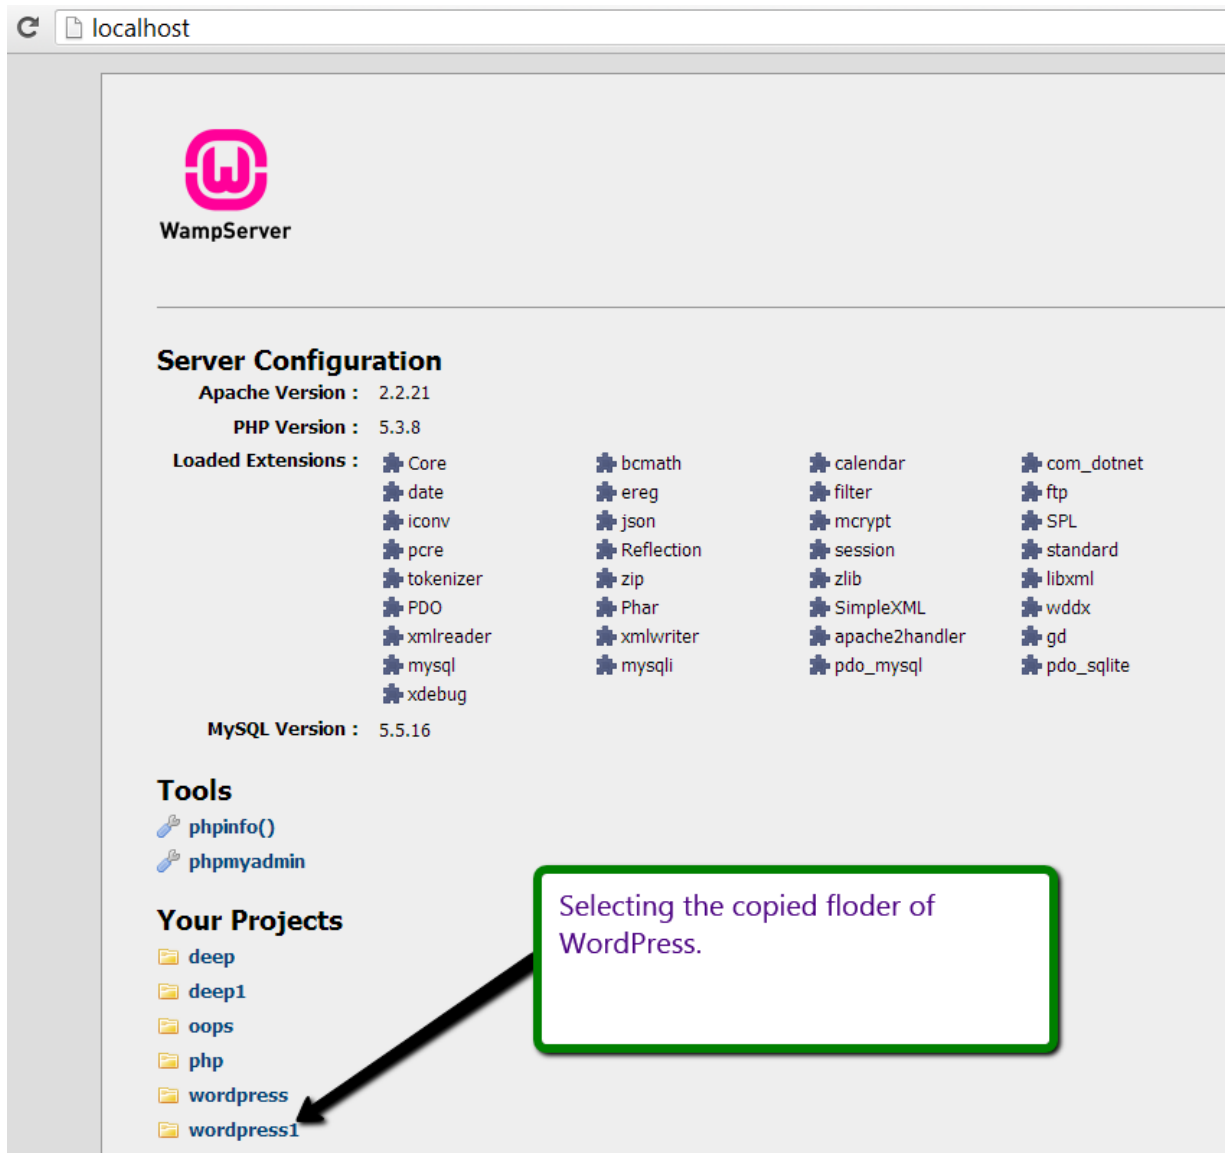 localhost
WampServer
Server Configuration
Apache Version : 2.2.21
PHP Version : 5.3.8
Loaded Extensions : Core bcmath calendar com_dotnet
date ereg filter ftp
iconv json mcrypt SPL
pcre Reflection session standard
tokenizer zip zlib libxml
PDO Phar SimpleXML wddx
xmlreader xmlwriter apache2handler gd
mysql mysqli pdo_mysql pdo_sqlite
xdebug
MySQL Version : 5.5.16
Tools
phpinfo()
phpmyadmin
Selecting the copied floder of
WordPress.
Your Projects
deep
deep1
oops
php
wordpress
wordpress1